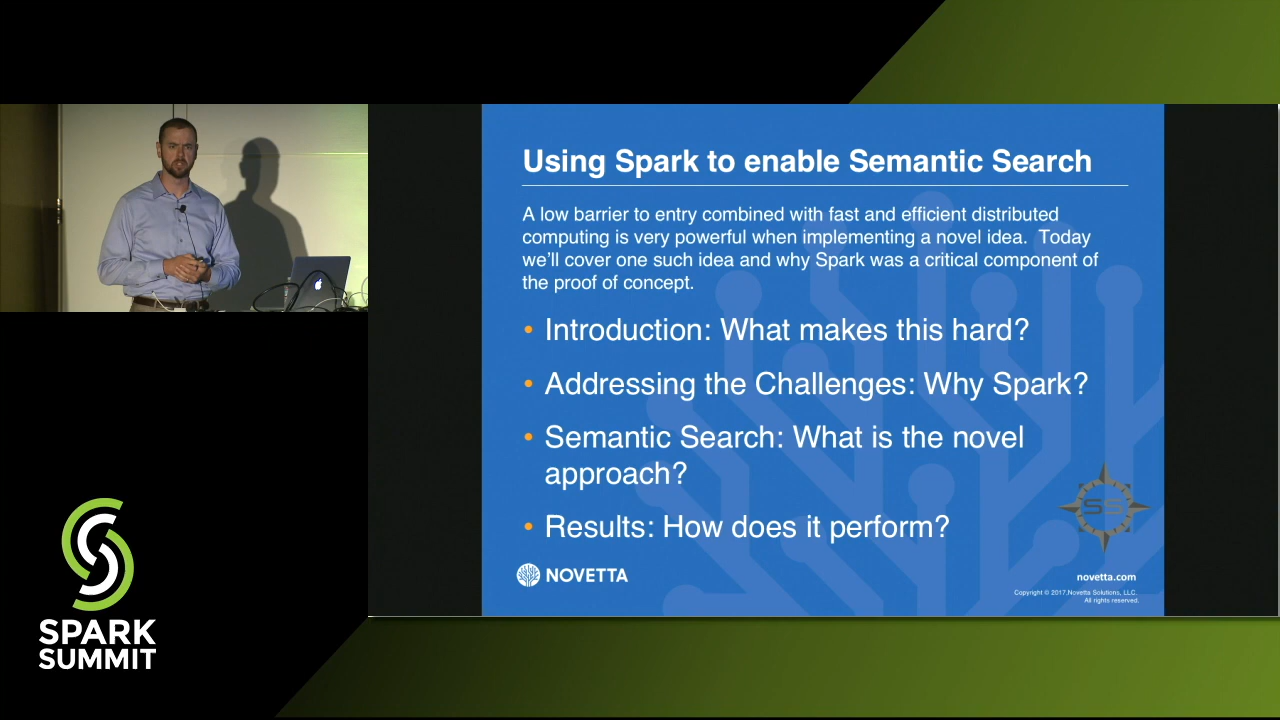 Using Spark to enable Semantic Search
A low barrier to entry combined with fast and efficient distributed
computing is very powerful when implementing a novel idea.  Today
we'll cover one such idea and why Spark was a critical component of
the proof of concept.
• Introduction: What makes this hard?
• Addressing the Challenges: Why Spark?
• Semantic Search: What is the novel
approach?
• Results: How does it perform?
SS
NOVETTA
novetta.com
Copyright © 2017,Novetta Solutions, LLC.
All rights reserved.
SPARK
SUMMIT